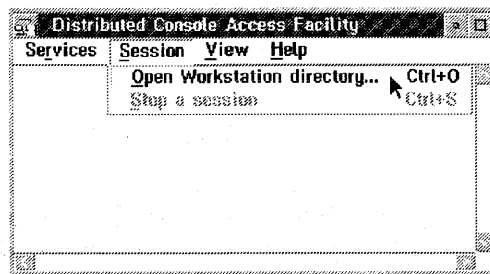 Distributed Console Access Facility
Services Session View Help
Open Workstation directory... Ctrl+O
Stop a session Ctrl+S